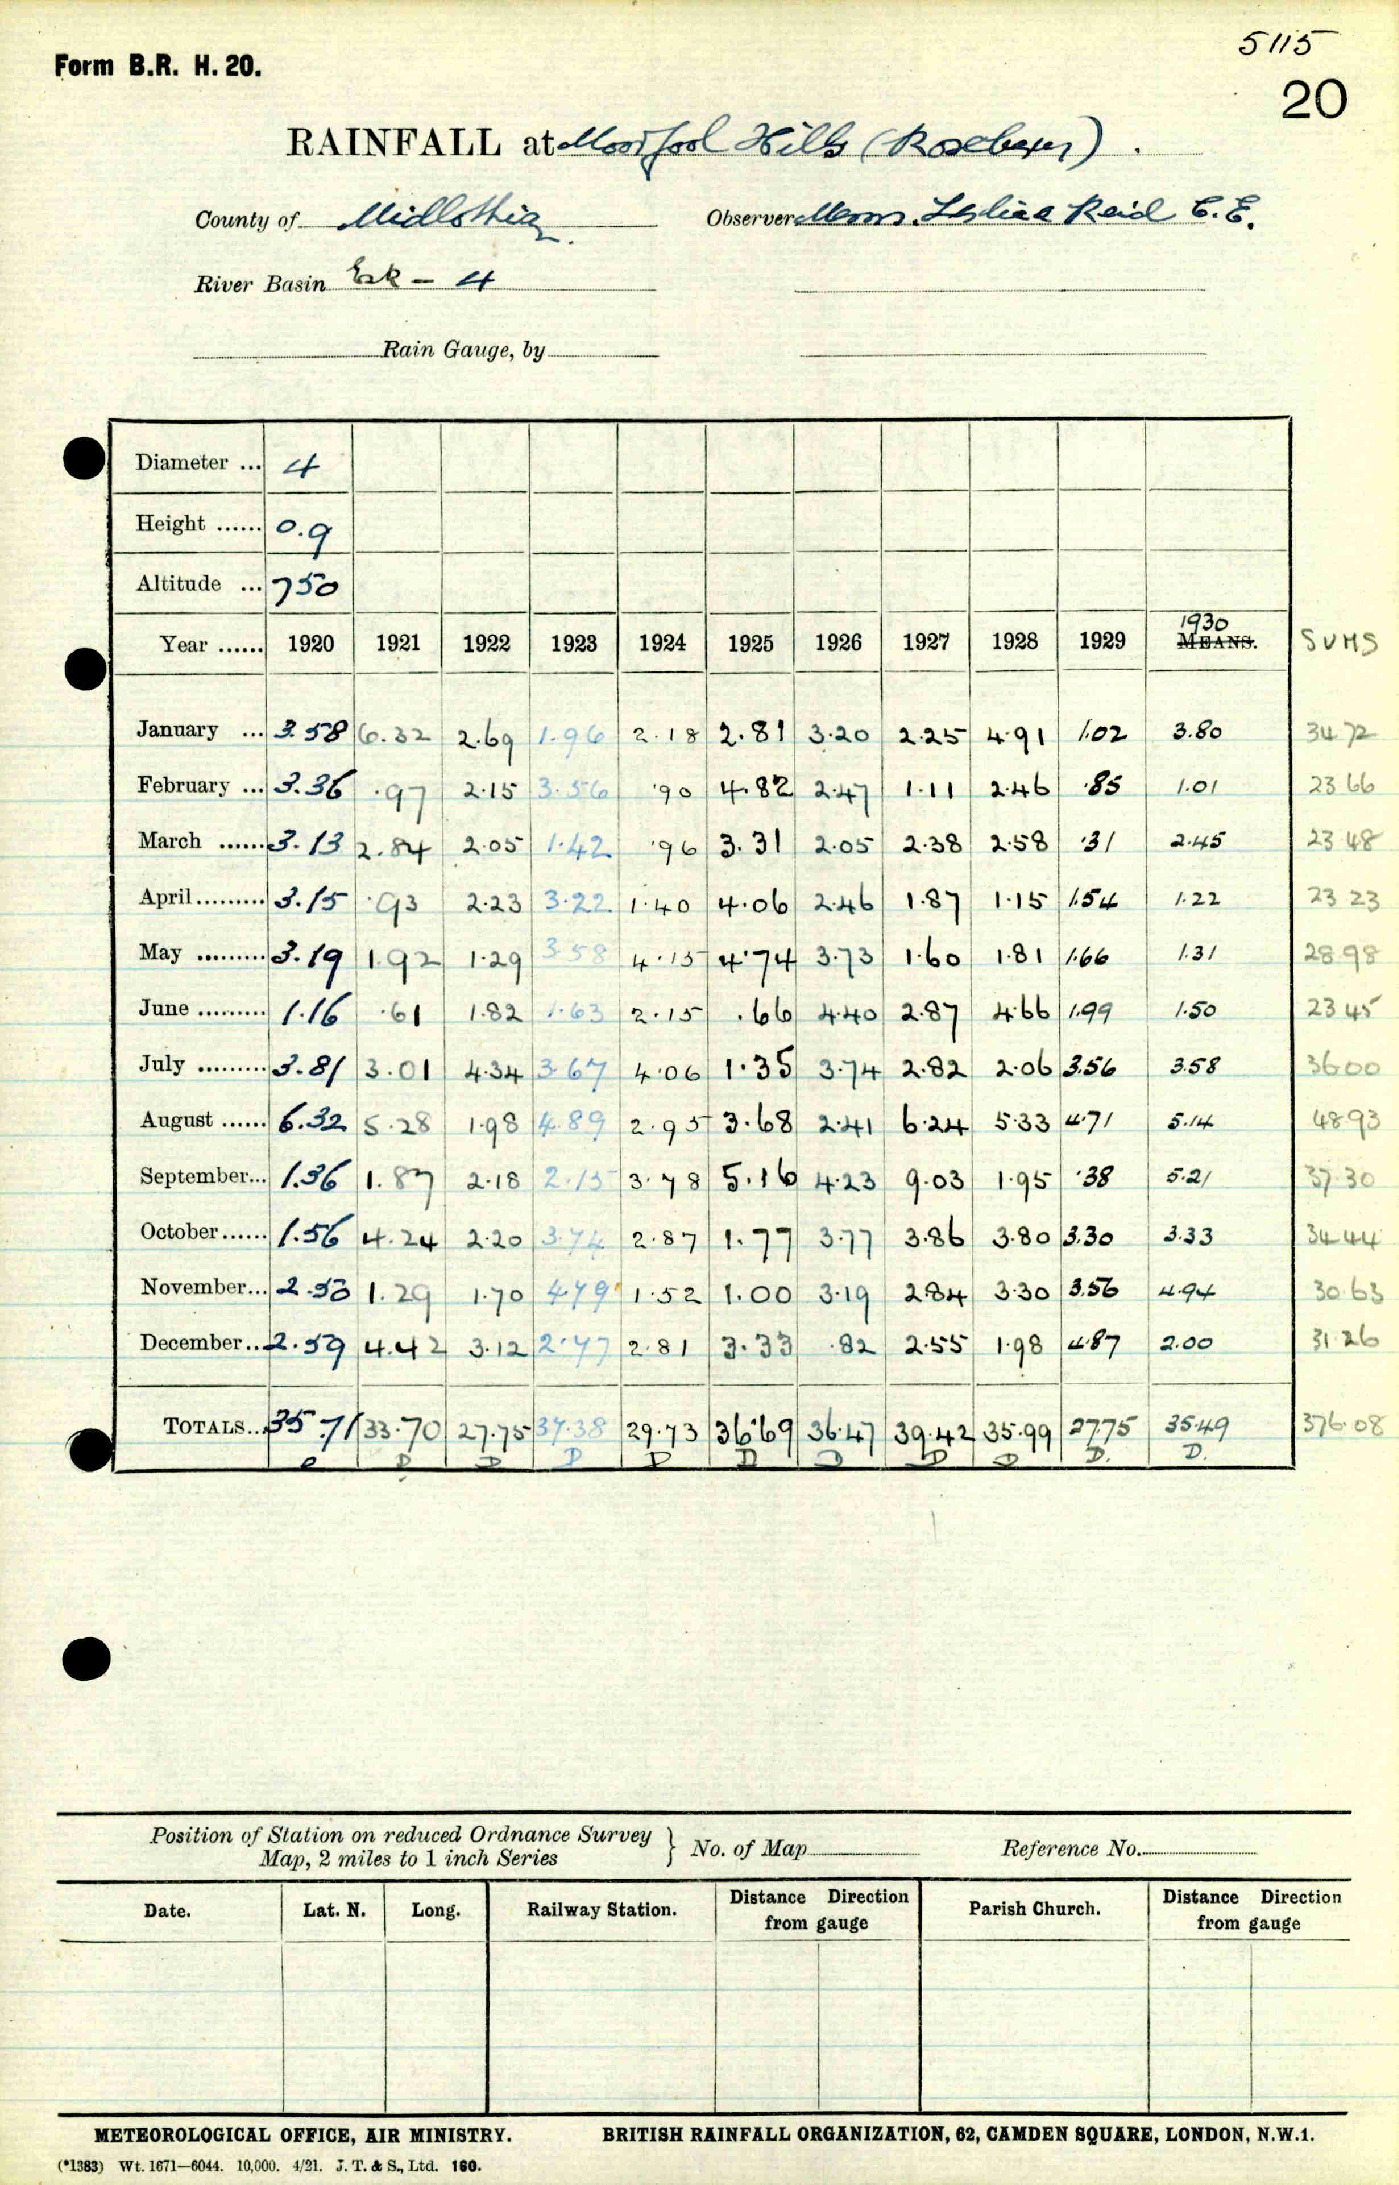 5115
Form B.R. H. 20.
20
RAINFALL at Moorfoot Hills (Rosebery).
County of Midlothian. Observer Messrs. Leslie & Reid C.E.
River Basin Esk - 4
Rain Gauge, by
Diameter ... 4
Height ...... 0.9
Altitude ... 750
Year ...... 1920 1921 1922 1923 1924 1925 1926 1927 1928 1929 1930 MEANS. SUMS
January ... 3.58 6.32 2.69 1.96 2.18 2.81 3.20 2.25 4.91 1.02 3.80 34.72
February ... 3.36 .97 2.15 3.56 .90 4.82 2.47 1.11 2.46 .85 1.01 23.66
March ...... 3.13 2.84 2.05 1.42 .96 3.31 2.05 2.38 2.58 .31 2.45 23.48
April......... 3.15 .93 2.23 3.22 1.40 4.06 2.46 1.87 1.15 1.54 1.22 23.23
May ......... 3.19 1.92 1.29 3.58 4.15 4.74 3.73 1.60 1.81 1.66 1.31 28.98
June ......... 1.16 .61 1.82 1.63 2.15 .66 4.40 2.87 4.66 1.99 1.50 23.45
July ......... 3.81 3.01 4.34 3.67 4.06 1.35 3.74 2.82 2.06 3.56 3.58 36.00
August ...... 6.32 5.28 1.98 4.89 2.95 3.68 2.41 6.24 5.33 4.71 5.14 48.93
September... 1.36 1.87 2.18 2.15 3.78 5.16 4.23 9.03 1.95 .38 5.21 37.30
October...... 1.56 4.24 2.20 3.74 2.87 1.77 3.77 3.86 3.80 3.30 3.33 34.44
November... 2.50 1.29 1.70 4.79 1.52 1.00 3.19 2.84 3.30 3.56 4.94 30.63
December... 2.59 4.42 3.12 2.77 2.81 3.33 .82 2.55 1.98 4.87 2.00 31.26
TOTALS... 35.71 33.70 27.75 37.38 29.73 36.69 36.47 39.42 35.99 27.75 35.49 376.08
D D D D D D D D D. D.
Position of Station on reduced Ordnance Survey
Map, 2 miles to 1 inch Series } No. of Map Reference No.
Date. Lat. N. Long. Railway Station. Distance Direction from gauge Parish Church. Distance Direction from gauge
METEOROLOGICAL OFFICE, AIR MINISTRY. BRITISH RAINFALL ORGANIZATION, 62, CAMDEN SQUARE, LONDON, N.W.1.
(*1383) Wt. 1671—6044. 10,000. 4/21. J. T. & S., Ltd. 160.